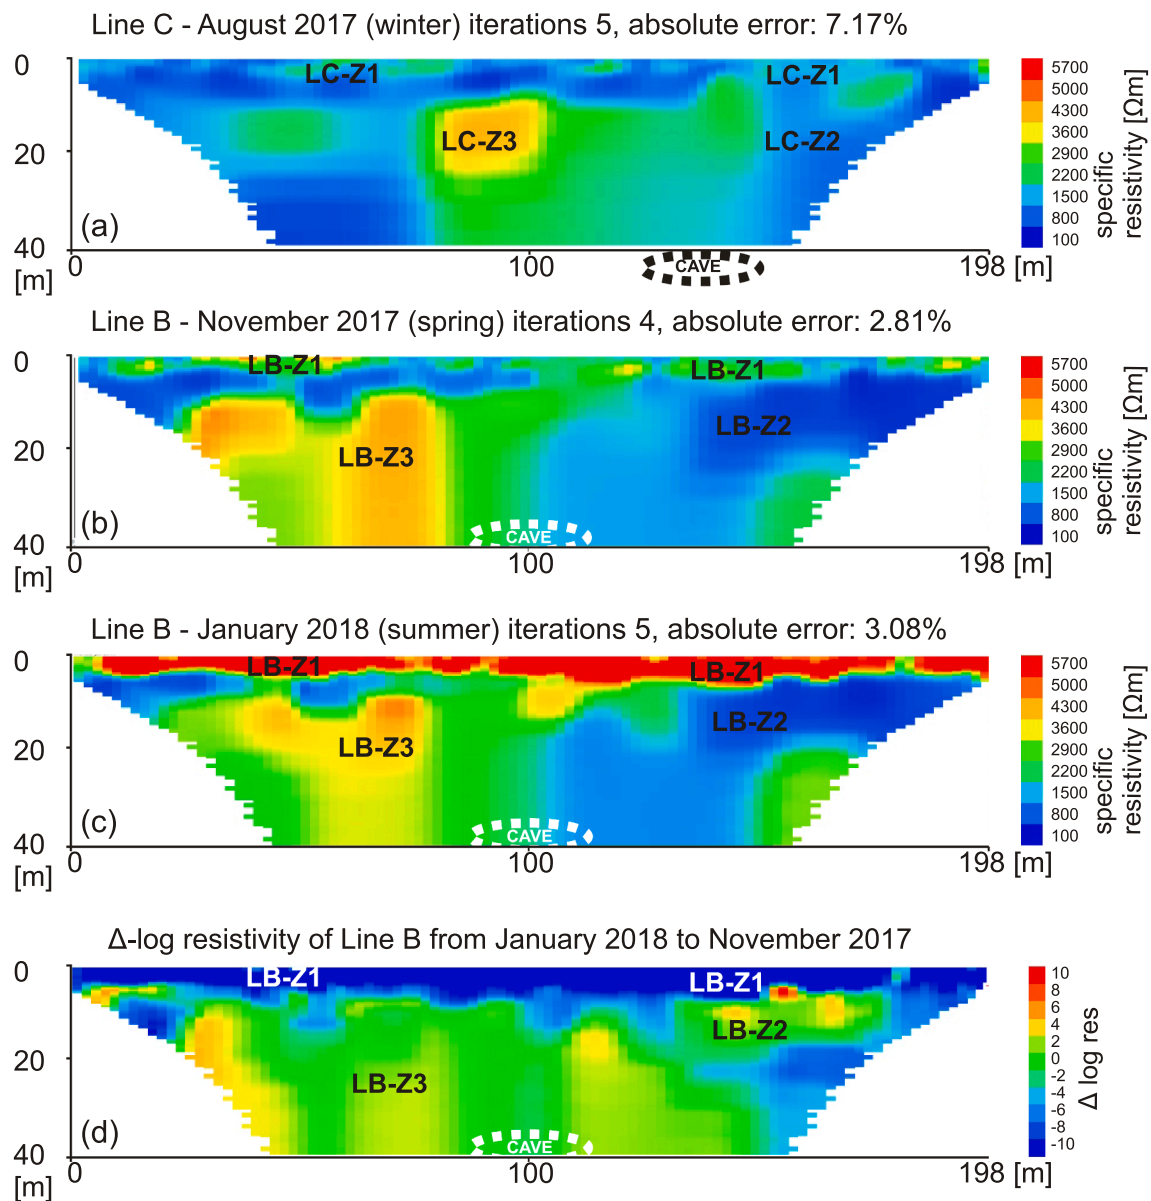 Line C - August 2017 (winter) iterations 5, absolute error: 7.17%
0
20
40
[m]
LC-Z1
LC-Z1
LC-Z3
LC-Z2
(a)
0
100
198 [m]
CAVE
5700
5000
4300
3600
2900
2200
1500
800
100
specific
resistivity [Ωm]
Line B - November 2017 (spring) iterations 4, absolute error: 2.81%
0
20
40
[m]
LB-Z1
LB-Z1
LB-Z2
LB-Z3
(b)
CAVE
0
100
198 [m]
5700
5000
4300
3600
2900
2200
1500
800
100
specific
resistivity [Ωm]
Line B - January 2018 (summer) iterations 5, absolute error: 3.08%
0
20
40
[m]
LB-Z1
LB-Z1
LB-Z2
LB-Z3
(c)
CAVE
0
100
198 [m]
5700
5000
4300
3600
2900
2200
1500
800
100
specific
resistivity [Ωm]
Δ-log resistivity of Line B from January 2018 to November 2017
0
20
40
[m]
LB-Z1
LB-Z1
LB-Z2
LB-Z3
(d)
CAVE
0
100
198 [m]
10
8
6
4
2
0
-2
-4
-6
-8
-10
Δ log res